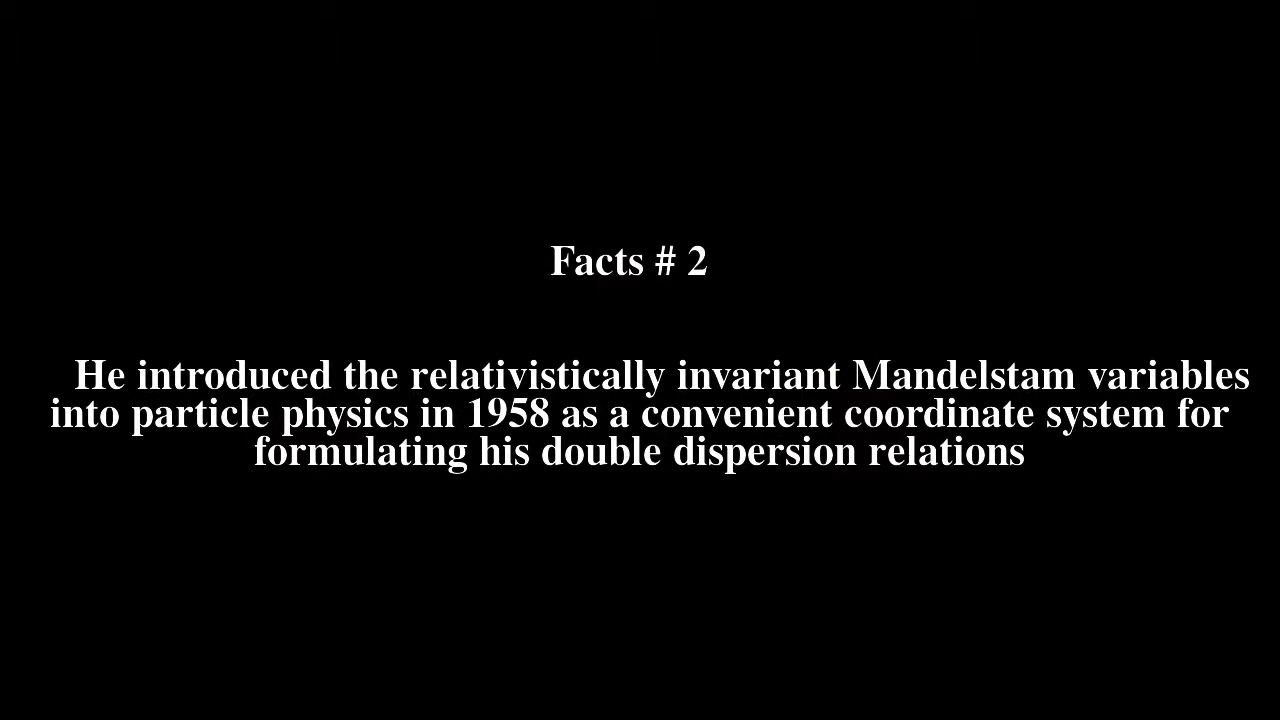 Facts # 2
He introduced the relativistically invariant Mandelstam variables
into particle physics in 1958 as a convenient coordinate system for
formulating his double dispersion relations